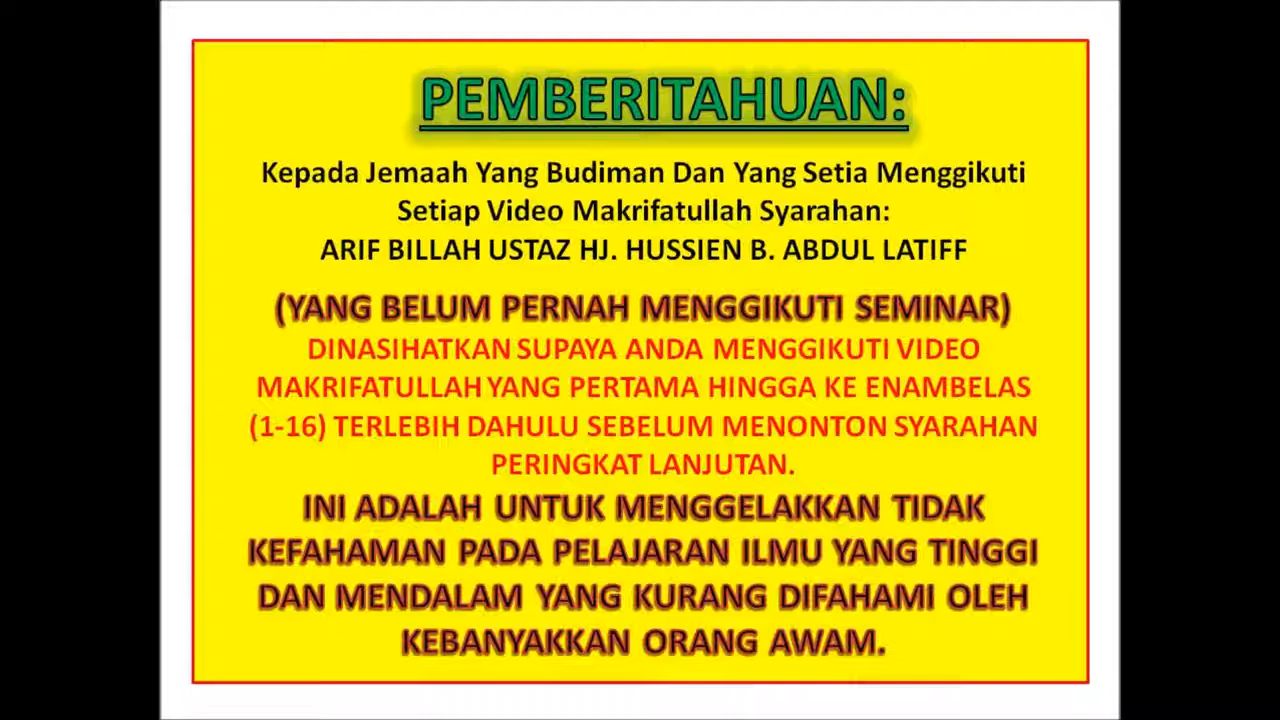 PEMBERITAHUAN:
Kepada Jemaah Yang Budiman Dan Yang Setia Menggikuti
Setiap Video Makrifatullah Syarahan:
ARIF BILLAH USTAZ HJ. HUSSIEN B. ABDUL LATIFF
(YANG BELUM PERNAH MENGGIKUTI SEMINAR)
DINASIHATKAN SUPAYA ANDA MENGGIKUTI VIDEO
MAKRIFATULLAH YANG PERTAMA HINGGA KE ENAMBELAS
(1-16) TERLEBIH DAHULU SEBELUM MENONTON SYARAHAN
PERINGKAT LANJUTAN.
INI ADALAH UNTUK MENGGELAKKAN TIDAK
KEFAHAMAN PADA PELAJARAN ILMU YANG TINGGI
DAN MENDALAM YANG KURANG DIFAHAMI OLEH
KEBANYAKKAN ORANG AWAM.